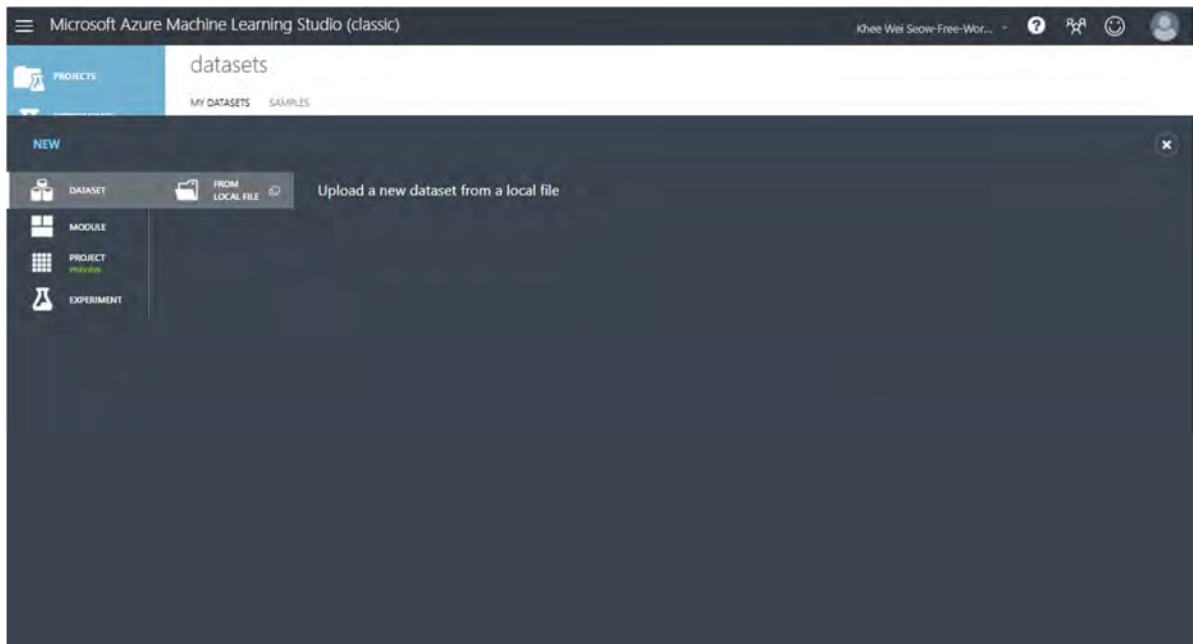 Microsoft Azure Machine Learning Studio (classic)
Khee Wei Seow-Free-Wor...
PROJECTS
datasets
MY DATASETS SAMPLES
NEW
DATASET
FROM
LOCAL FILE
Upload a new dataset from a local file
MODULE
PROJECT
PREVIEW
EXPERIMENT